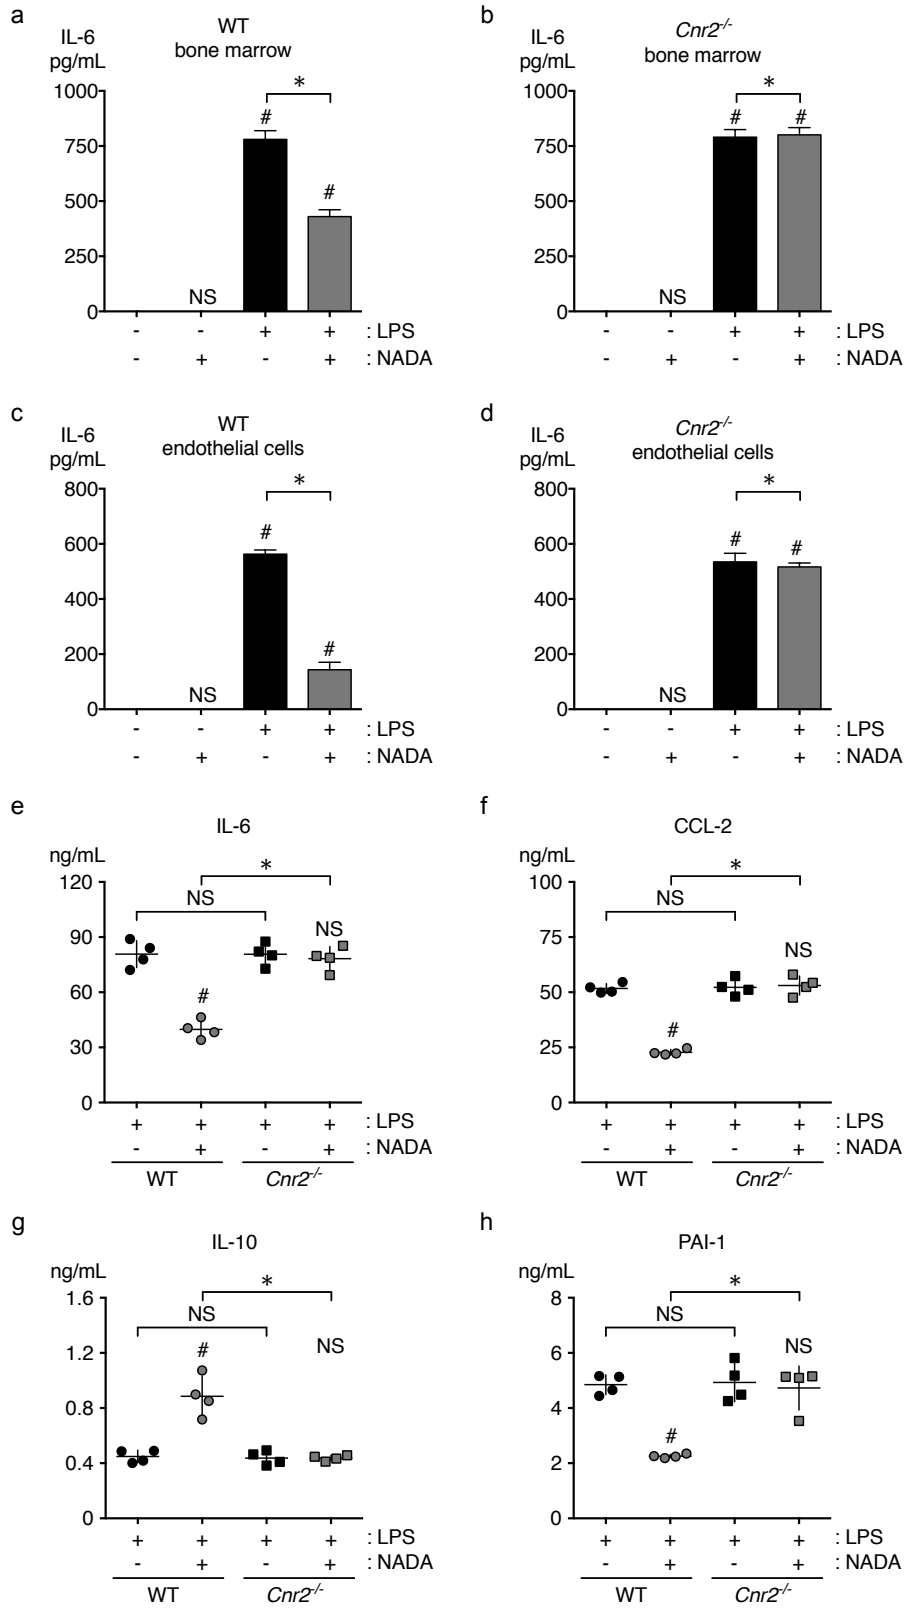 a
WT
bone marrow
IL-6
pg/mL
*
#
#
NS
1000
750
500
250
0
- - + + : LPS
- + - + : NADA
b
Cnr2-/-
bone marrow
IL-6
pg/mL
*
# #
NS
1000
750
500
250
0
- - + + : LPS
- + - + : NADA
c
WT
endothelial cells
IL-6
pg/mL
*
#
#
NS
800
600
400
200
0
- - + + : LPS
- + - + : NADA
d
Cnr2-/-
endothelial cells
IL-6
pg/mL
*
# #
NS
800
600
400
200
0
- - + + : LPS
- + - + : NADA
e
IL-6
ng/mL
*
NS
NS
#
120
90
60
30
0
+ + + + : LPS
- + - + : NADA
WT Cnr2-/-
f
CCL-2
ng/mL
*
NS
NS
#
100
75
50
25
0
+ + + + : LPS
- + - + : NADA
WT Cnr2-/-
g
IL-10
ng/mL
*
NS
# NS
1.6
1.2
0.8
0.4
0
+ + + + : LPS
- + - + : NADA
WT Cnr2-/-
h
PAI-1
ng/mL
*
NS
NS
#
8
6
4
2
0
+ + + + : LPS
- + - + : NADA
WT Cnr2-/-